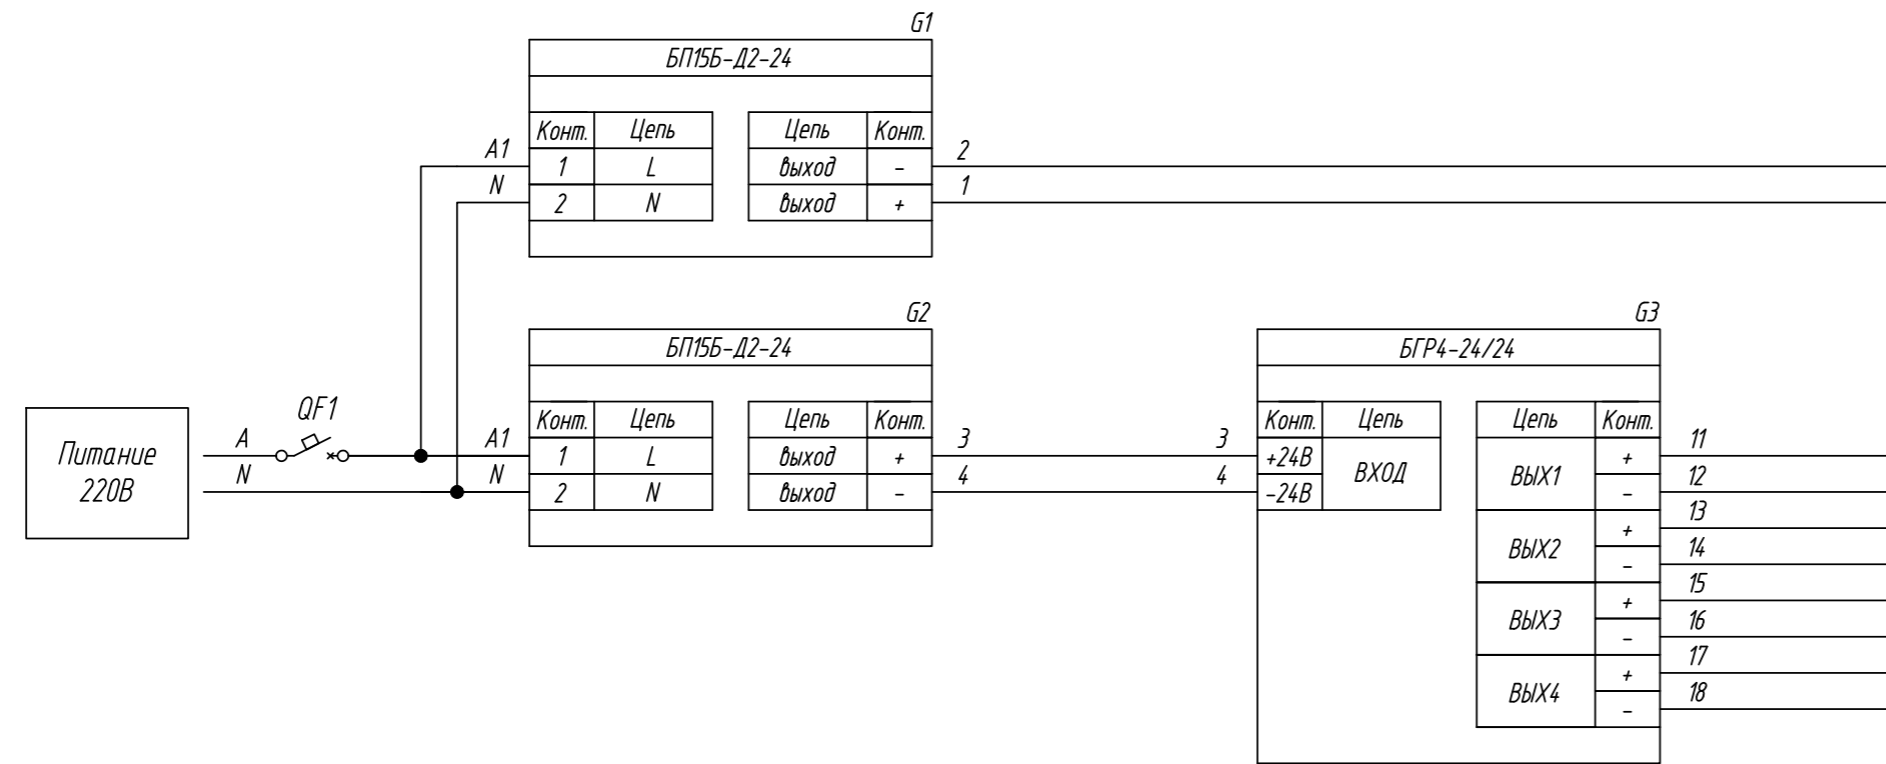 G1
БП15Б-Д2-24
Конт. Цепь Цепь Конт.
A1 1 L выход - 2
N 2 N выход + 1
G2
БП15Б-Д2-24
Конт. Цепь Цепь Конт.
A1 1 L выход + 3
N 2 N выход - 4
Питание
220В
A
N
QF1
G3
БГР4-24/24
Конт. Цепь Цепь Конт.
3 +24В ВХОД
4 -24В
ВЫХ1 + 11
- 12
ВЫХ2 + 13
- 14
ВЫХ3 + 15
- 16
ВЫХ4 + 17
- 18